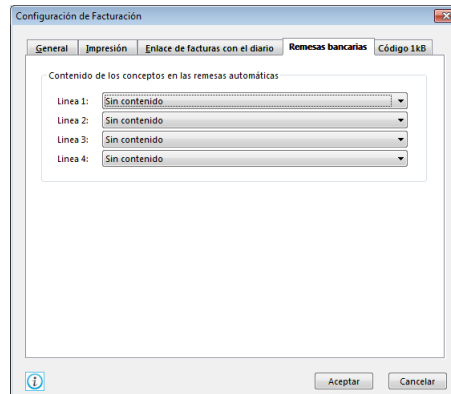 Configuración de Facturación
General Impresión Enlace de facturas con el diario Remesas bancarias Código 1kB
Contenido de los conceptos en las remesas automáticas
Linea 1: Sin contenido
Linea 2: Sin contenido
Linea 3: Sin contenido
Linea 4: Sin contenido
Aceptar Cancelar